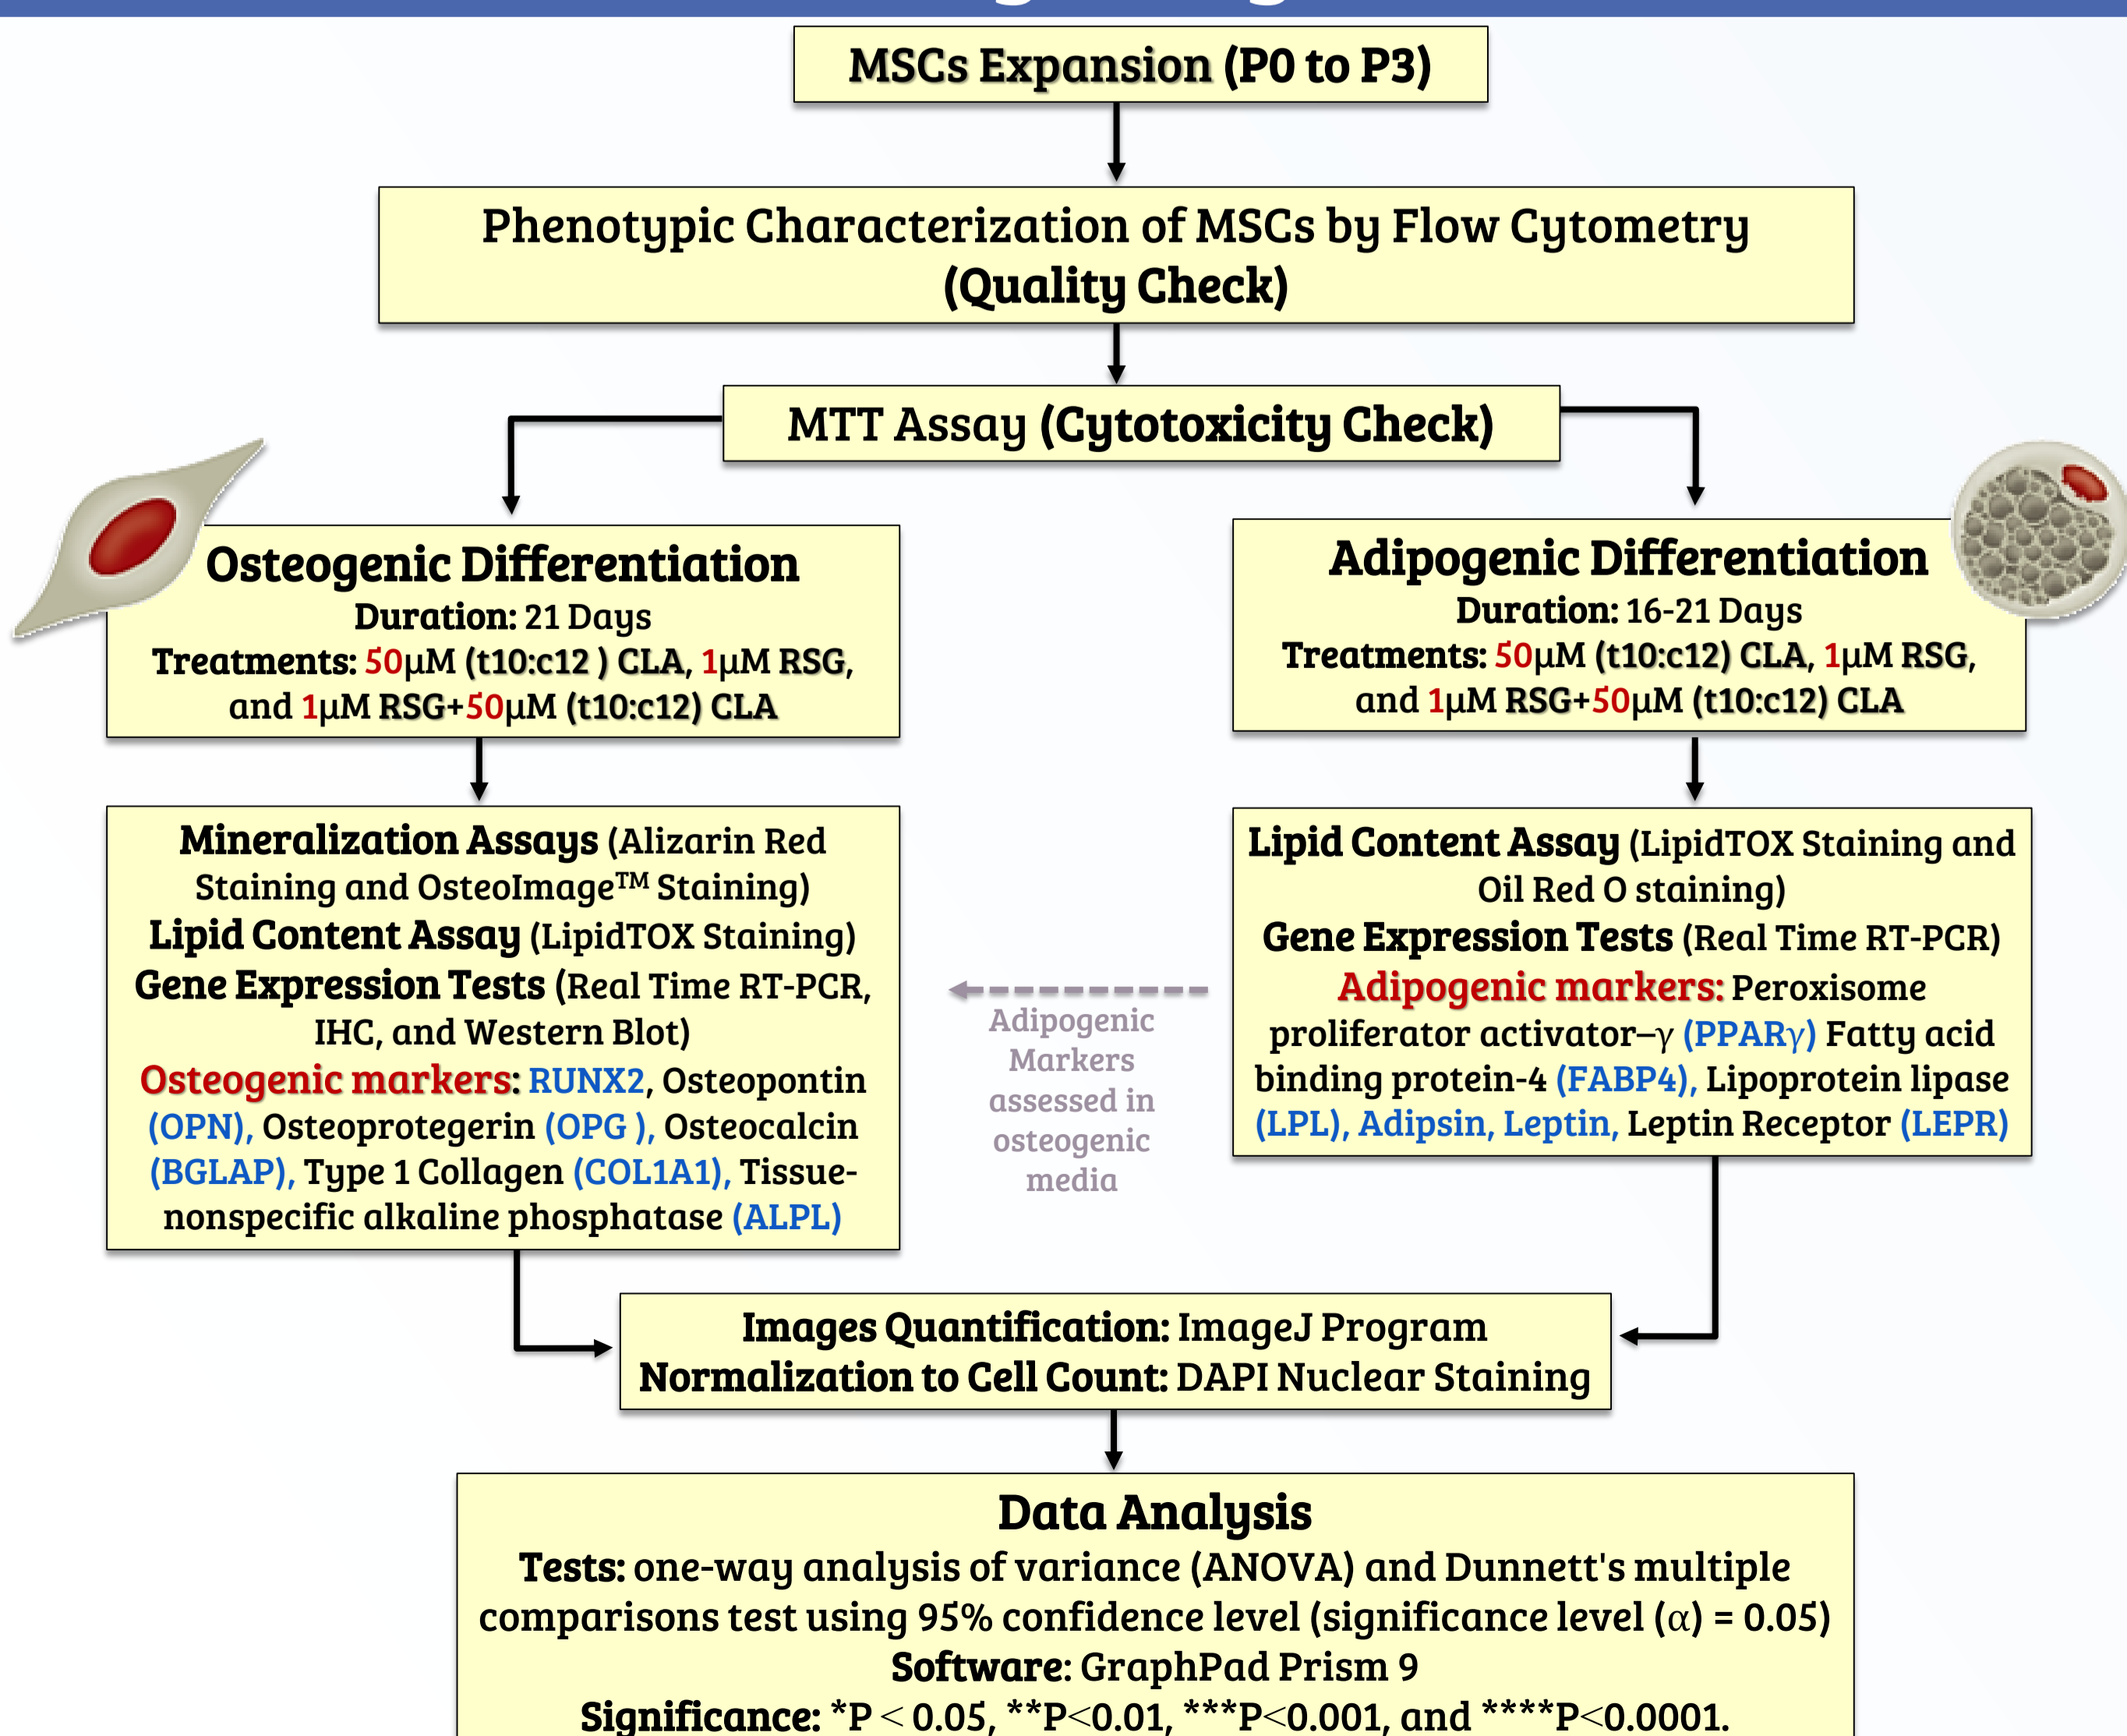 MSCs Expansion (P0 to P3)
Phenotypic Characterization of MSCs by Flow Cytometry
(Quality Check)
MTT Assay (Cytotoxicity Check)
Osteogenic Differentiation
Duration: 21 Days
Treatments: 50µM (t10:c12 ) CLA, 1µM RSG,
and 1µM RSG+50µM (t10:c12) CLA
Adipogenic Differentiation
Duration: 16-21 Days
Treatments: 50µM (t10:c12) CLA, 1µM RSG,
and 1µM RSG+50µM (t10:c12) CLA
Mineralization Assays (Alizarin Red
Staining and OsteoImage™ Staining)
Lipid Content Assay (LipidTOX Staining)
Gene Expression Tests (Real Time RT-PCR,
IHC, and Western Blot)
Osteogenic markers: RUNX2, Osteopontin
(OPN), Osteoprotegerin (OPG ), Osteocalcin
(BGLAP), Type 1 Collagen (COL1A1), Tissue-
nonspecific alkaline phosphatase (ALPL)
Adipogenic
Markers
assessed in
osteogenic
media
Lipid Content Assay (LipidTOX Staining and
Oil Red O staining)
Gene Expression Tests (Real Time RT-PCR)
Adipogenic markers: Peroxisome
proliferator activator–γ (PPARγ) Fatty acid
binding protein-4 (FABP4), Lipoprotein lipase
(LPL), Adipsin, Leptin, Leptin Receptor (LEPR)
Images Quantification: ImageJ Program
Normalization to Cell Count: DAPI Nuclear Staining
Data Analysis
Tests: one-way analysis of variance (ANOVA) and Dunnett's multiple
comparisons test using 95% confidence level (significance level (α) = 0.05)
Software: GraphPad Prism 9
Significance: *P < 0.05, **P<0.01, ***P<0.001, and ****P<0.0001.